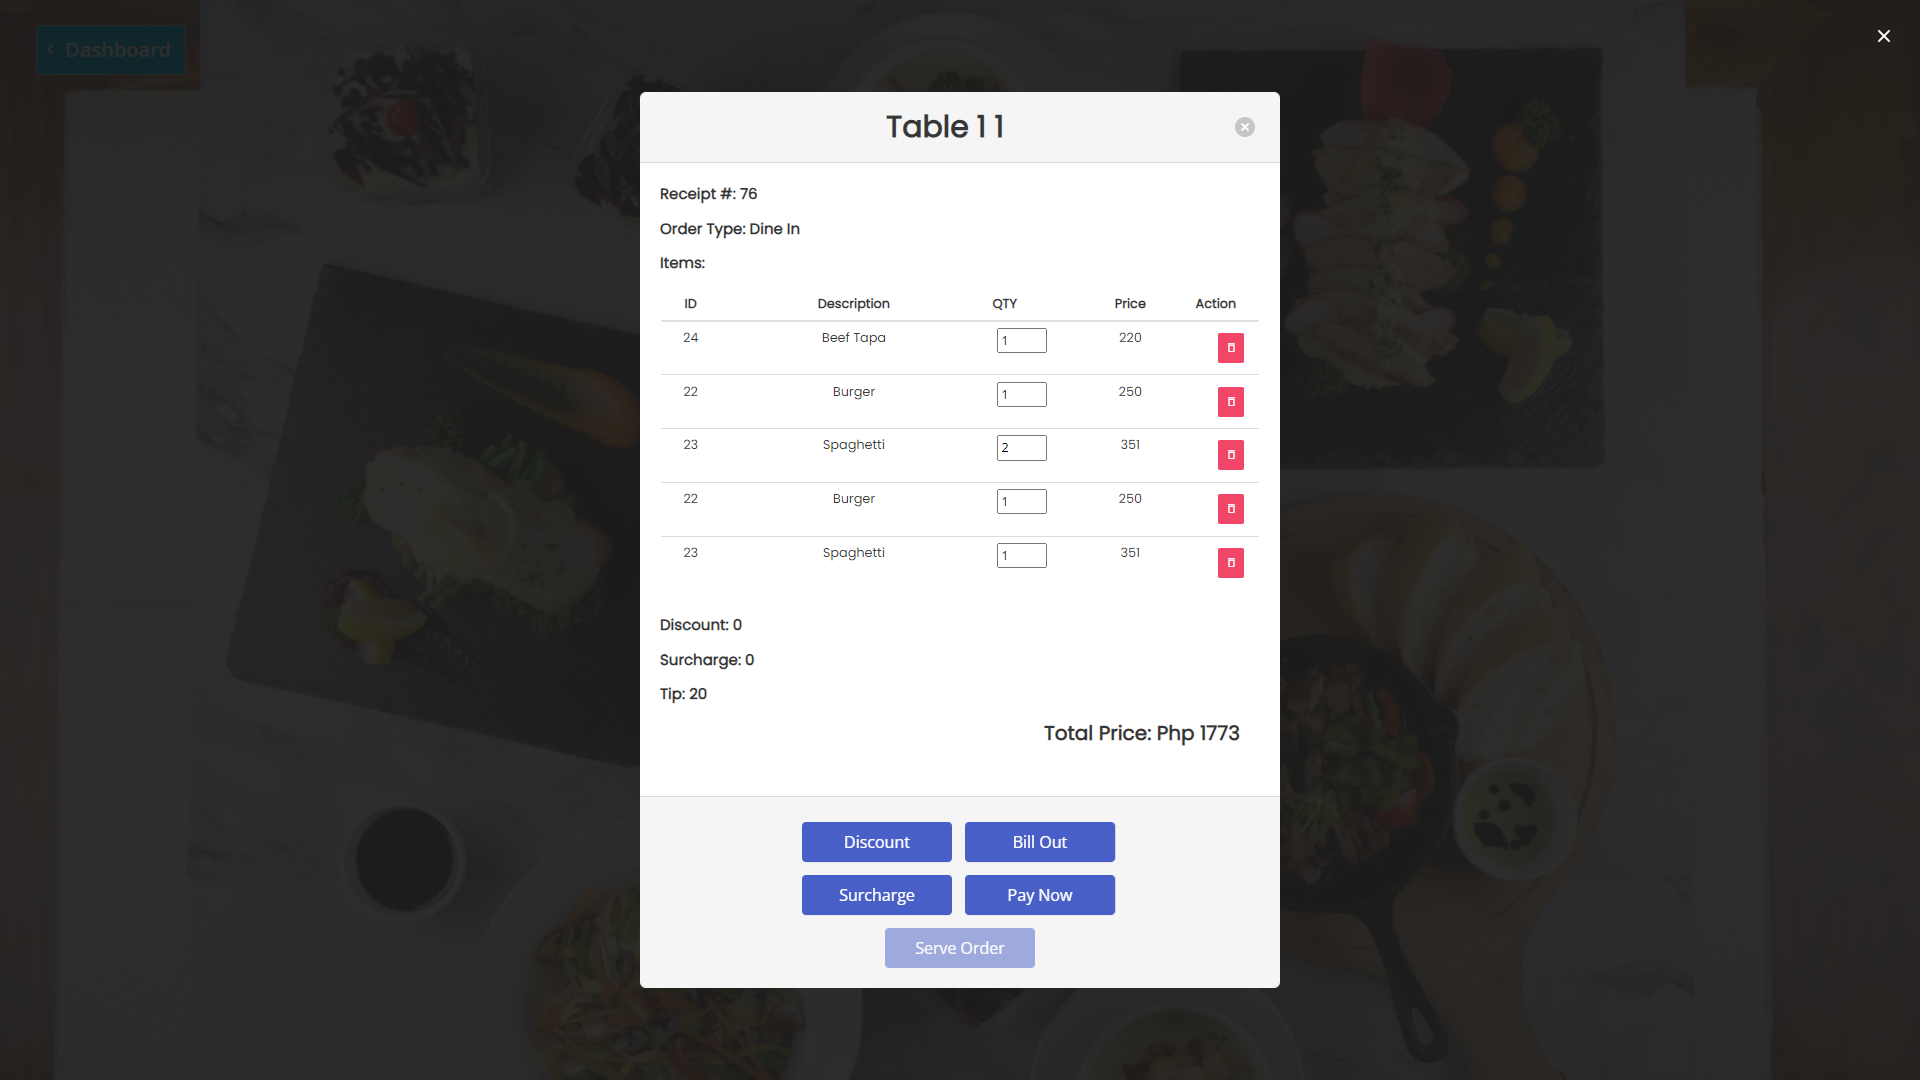 Dashboard
Table 1 1
Receipt #: 76
Order Type: Dine In
Items:
ID Description QTY Price Action
24 Beef Tapa 1 220
22 Burger 1 250
23 Spaghetti 2 351
22 Burger 1 250
23 Spaghetti 1 351
Discount: 0
Surcharge: 0
Tip: 20
Total Price: Php 1773
Discount Bill Out
Surcharge Pay Now
Serve Order